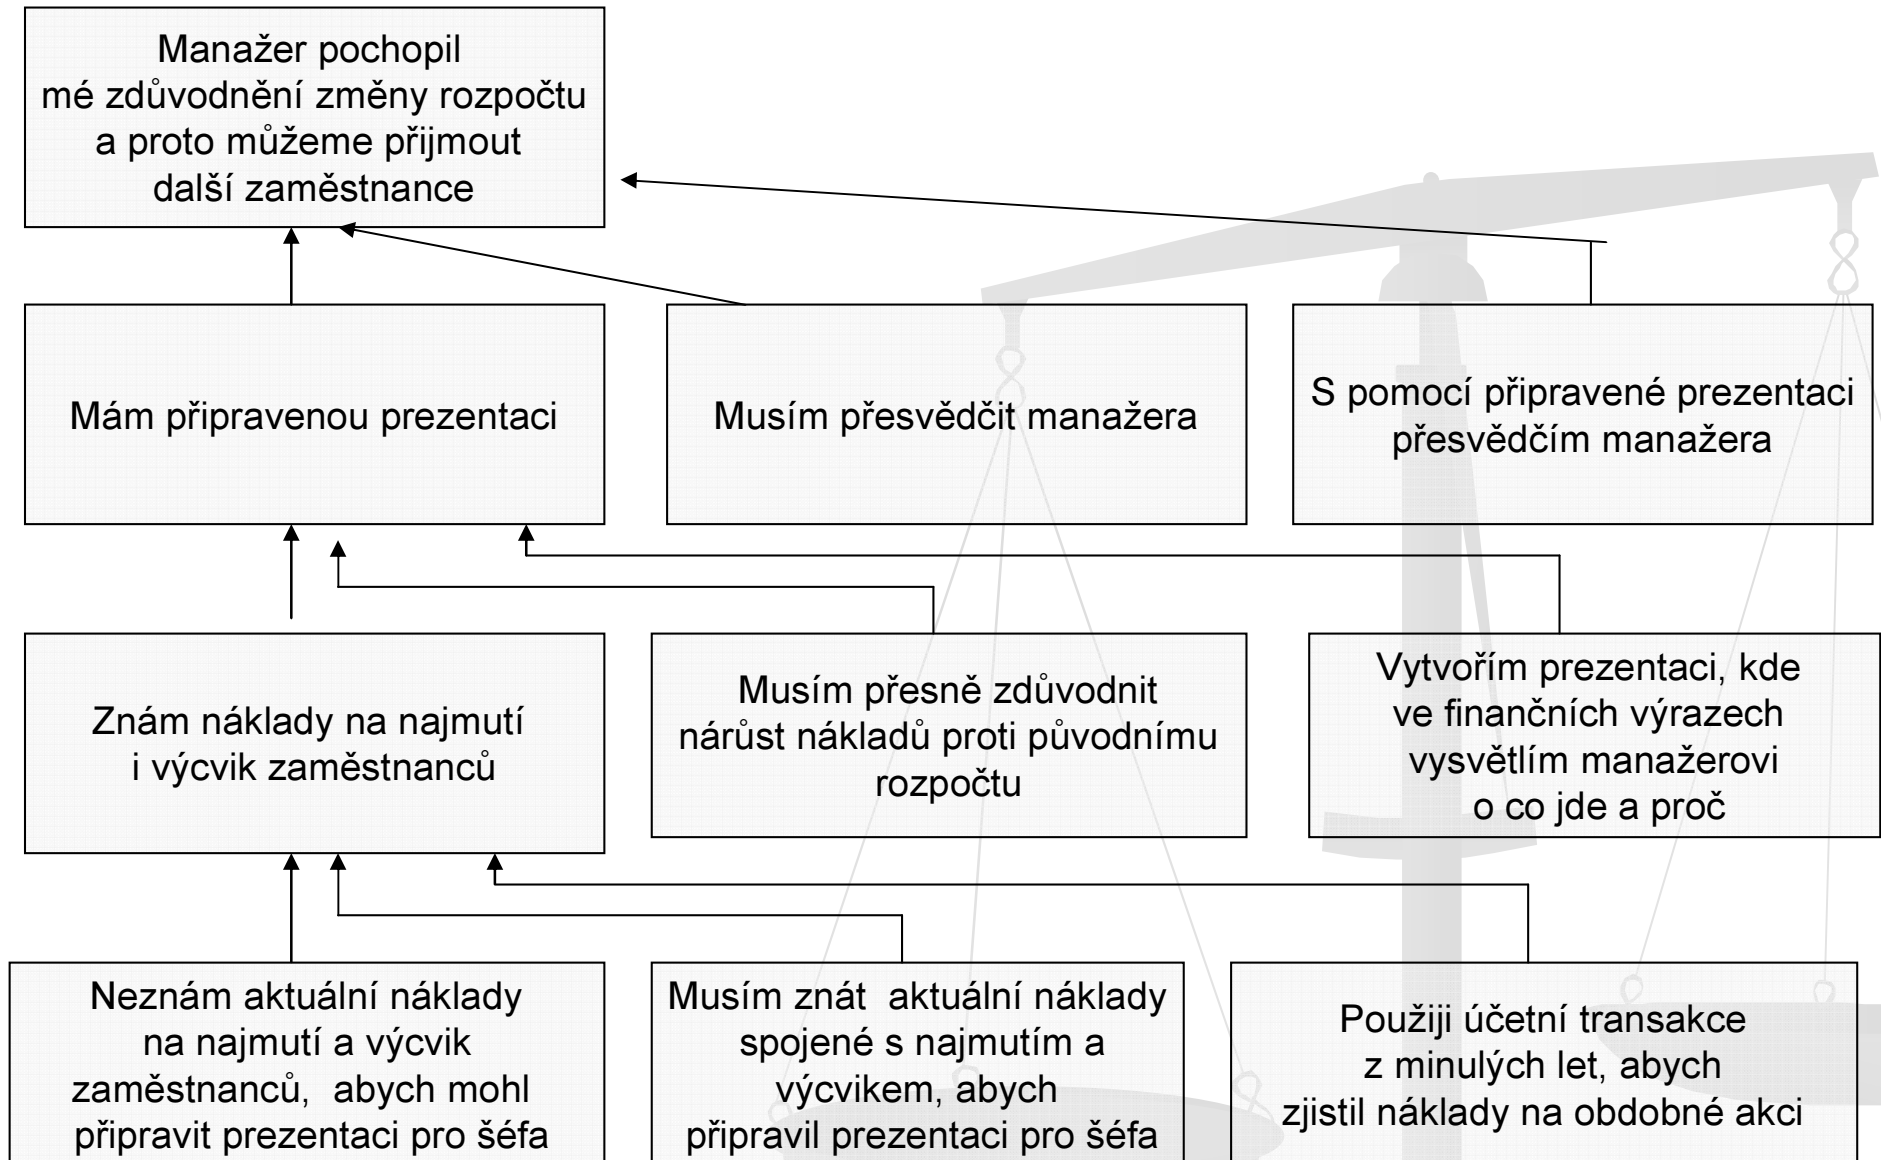 Manažer pochopil
mé zdůvodnění změny rozpočtu
a proto můžeme přijmout
další zaměstnance
Mám připravenou prezentaci
Musím přesvědčit manažera
S pomocí připravené prezentaci
přesvědčím manažera
Znám náklady na najmutí
i výcvik zaměstnanců
Musím přesně zdůvodnit
nárůst nákladů proti původnímu
rozpočtu
Vytvořím prezentaci, kde
ve finančních výrazech
vysvětlím manažerovi
o co jde a proč
Neznám aktuální náklady
na najmutí a výcvik
zaměstnanců, abych mohl
připravit prezentaci pro šéfa
Musím znát aktuální náklady
spojené s najmutím a
výcvikem, abych
připravil prezentaci pro šéfa
Použiji účetní transakce
z minulých let, abych
zjistil náklady na obdobné akci